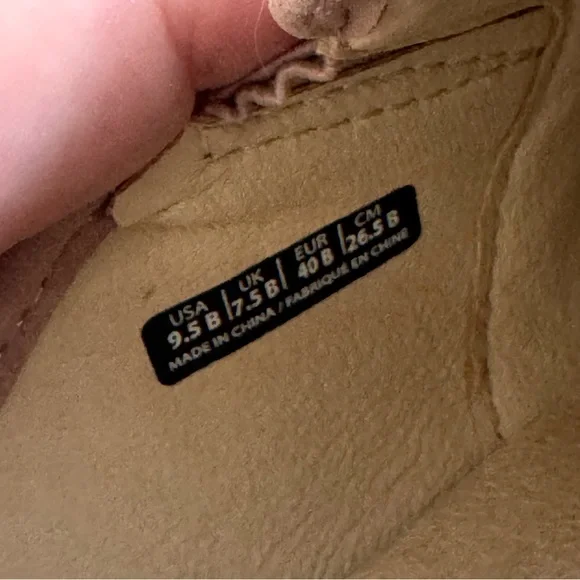 USA | UK | EUR | CM
9.5 B | 7.5 B | 40 B | 26.5 B
MADE IN CHINA / FABRIQUÉ EN CHINE